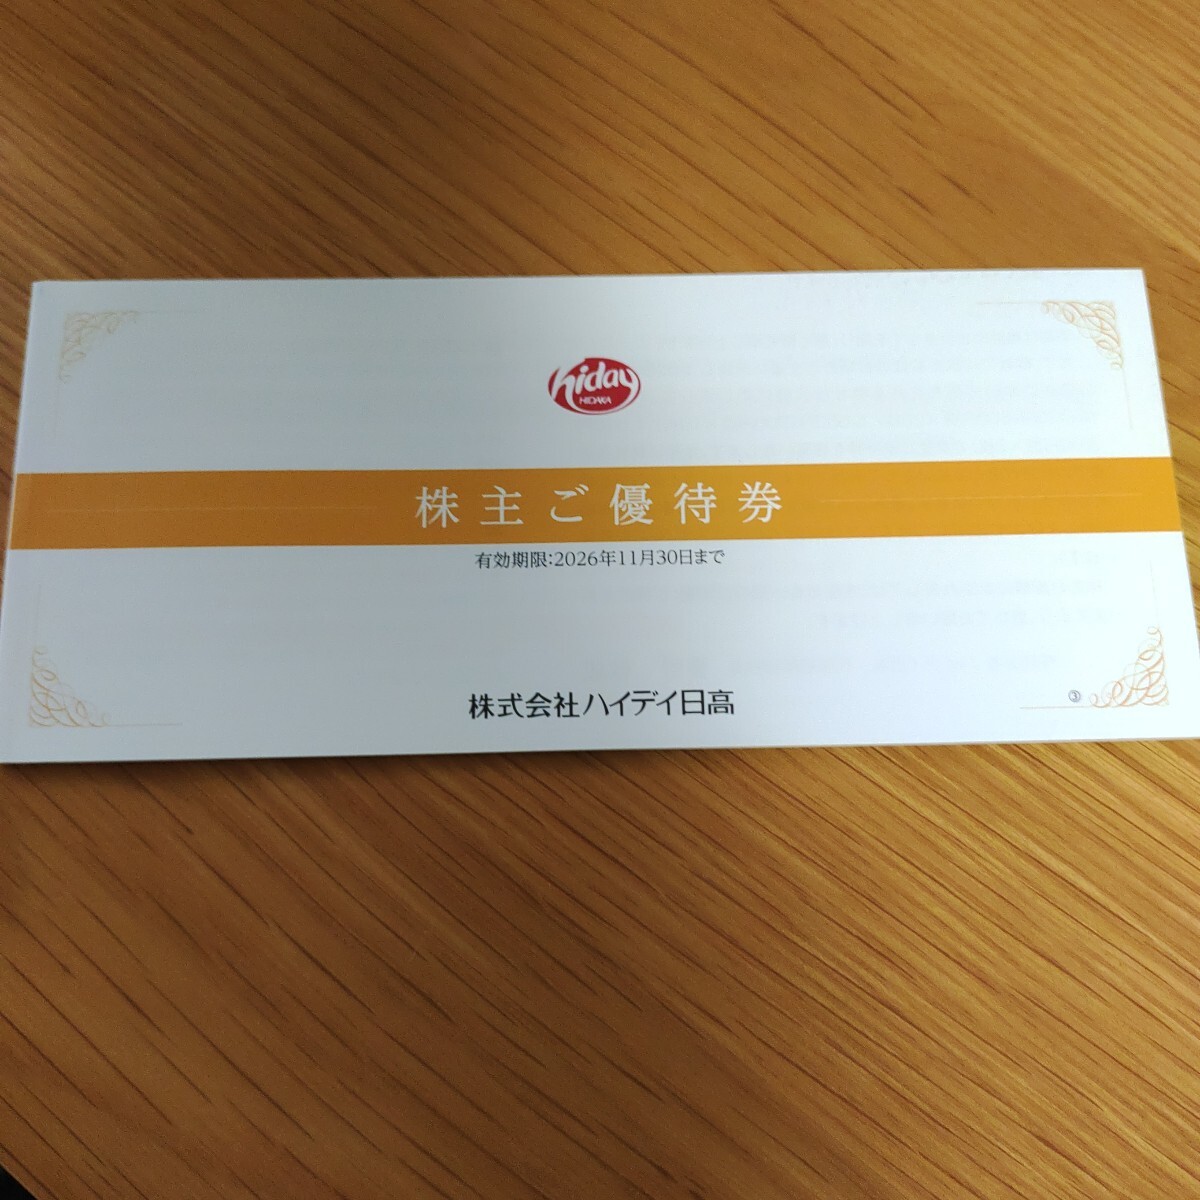 hiday
HIDAKA
株主ご優待券
有効期限:2026年11月30日まで
株式会社ハイデイ日高
③